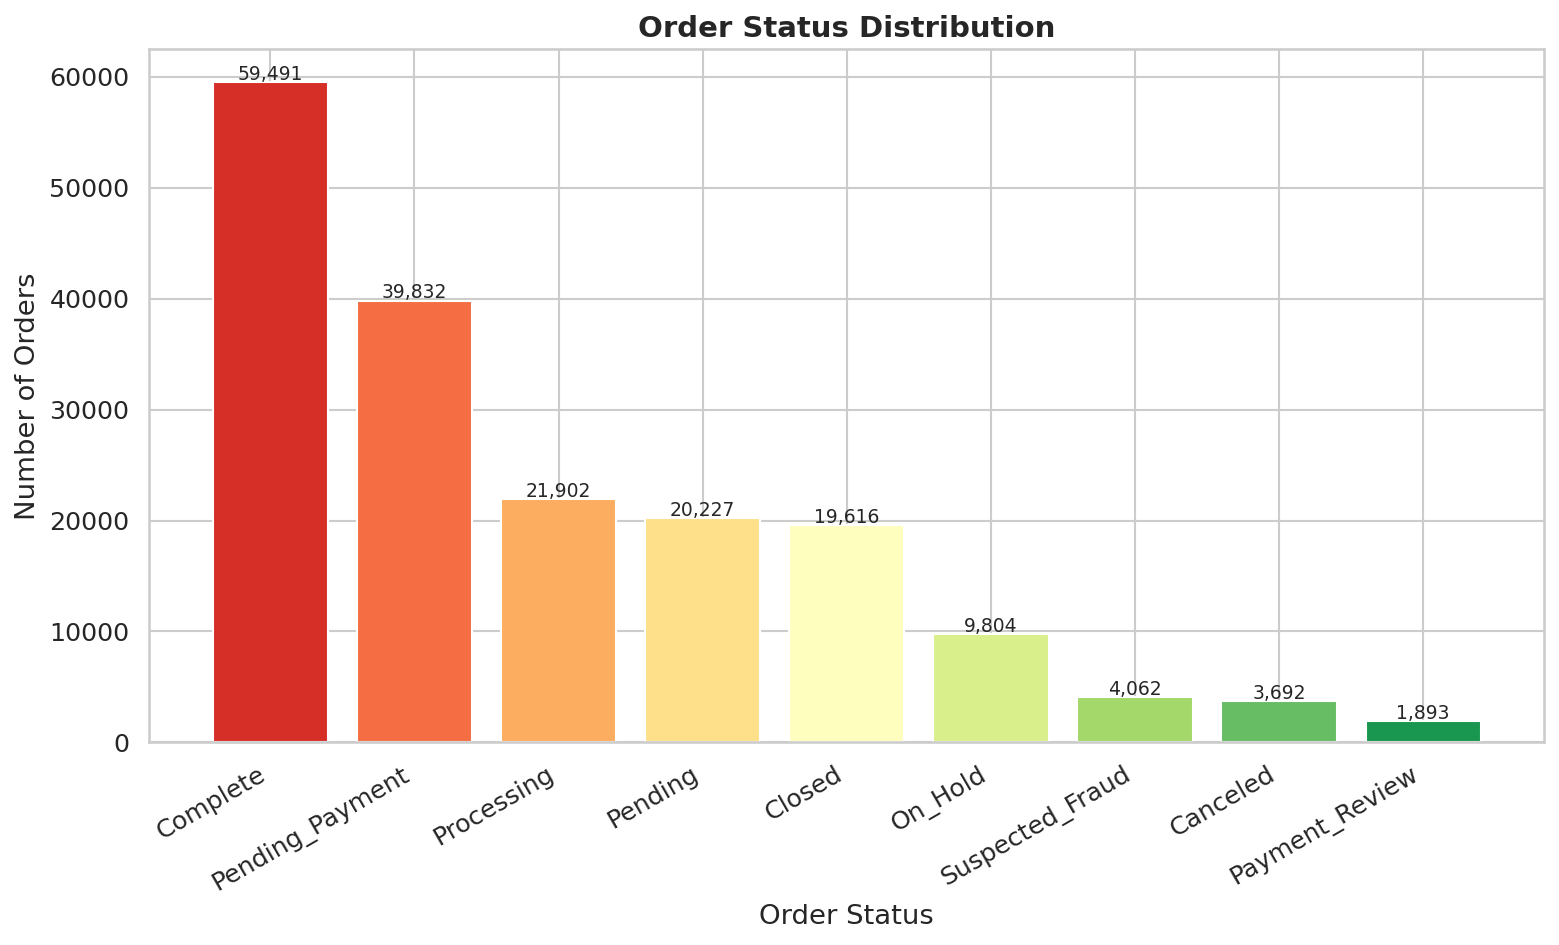 Order Status Distribution
60000
50000
40000
30000
20000
10000
0
Number of Orders
59,491
39,832
21,902
20,227
19,616
9,804
4,062
3,692
1,893
Complete
Pending_Payment
Processing
Pending
Closed
On_Hold
Suspected_Fraud
Canceled
Payment_Review
Order Status